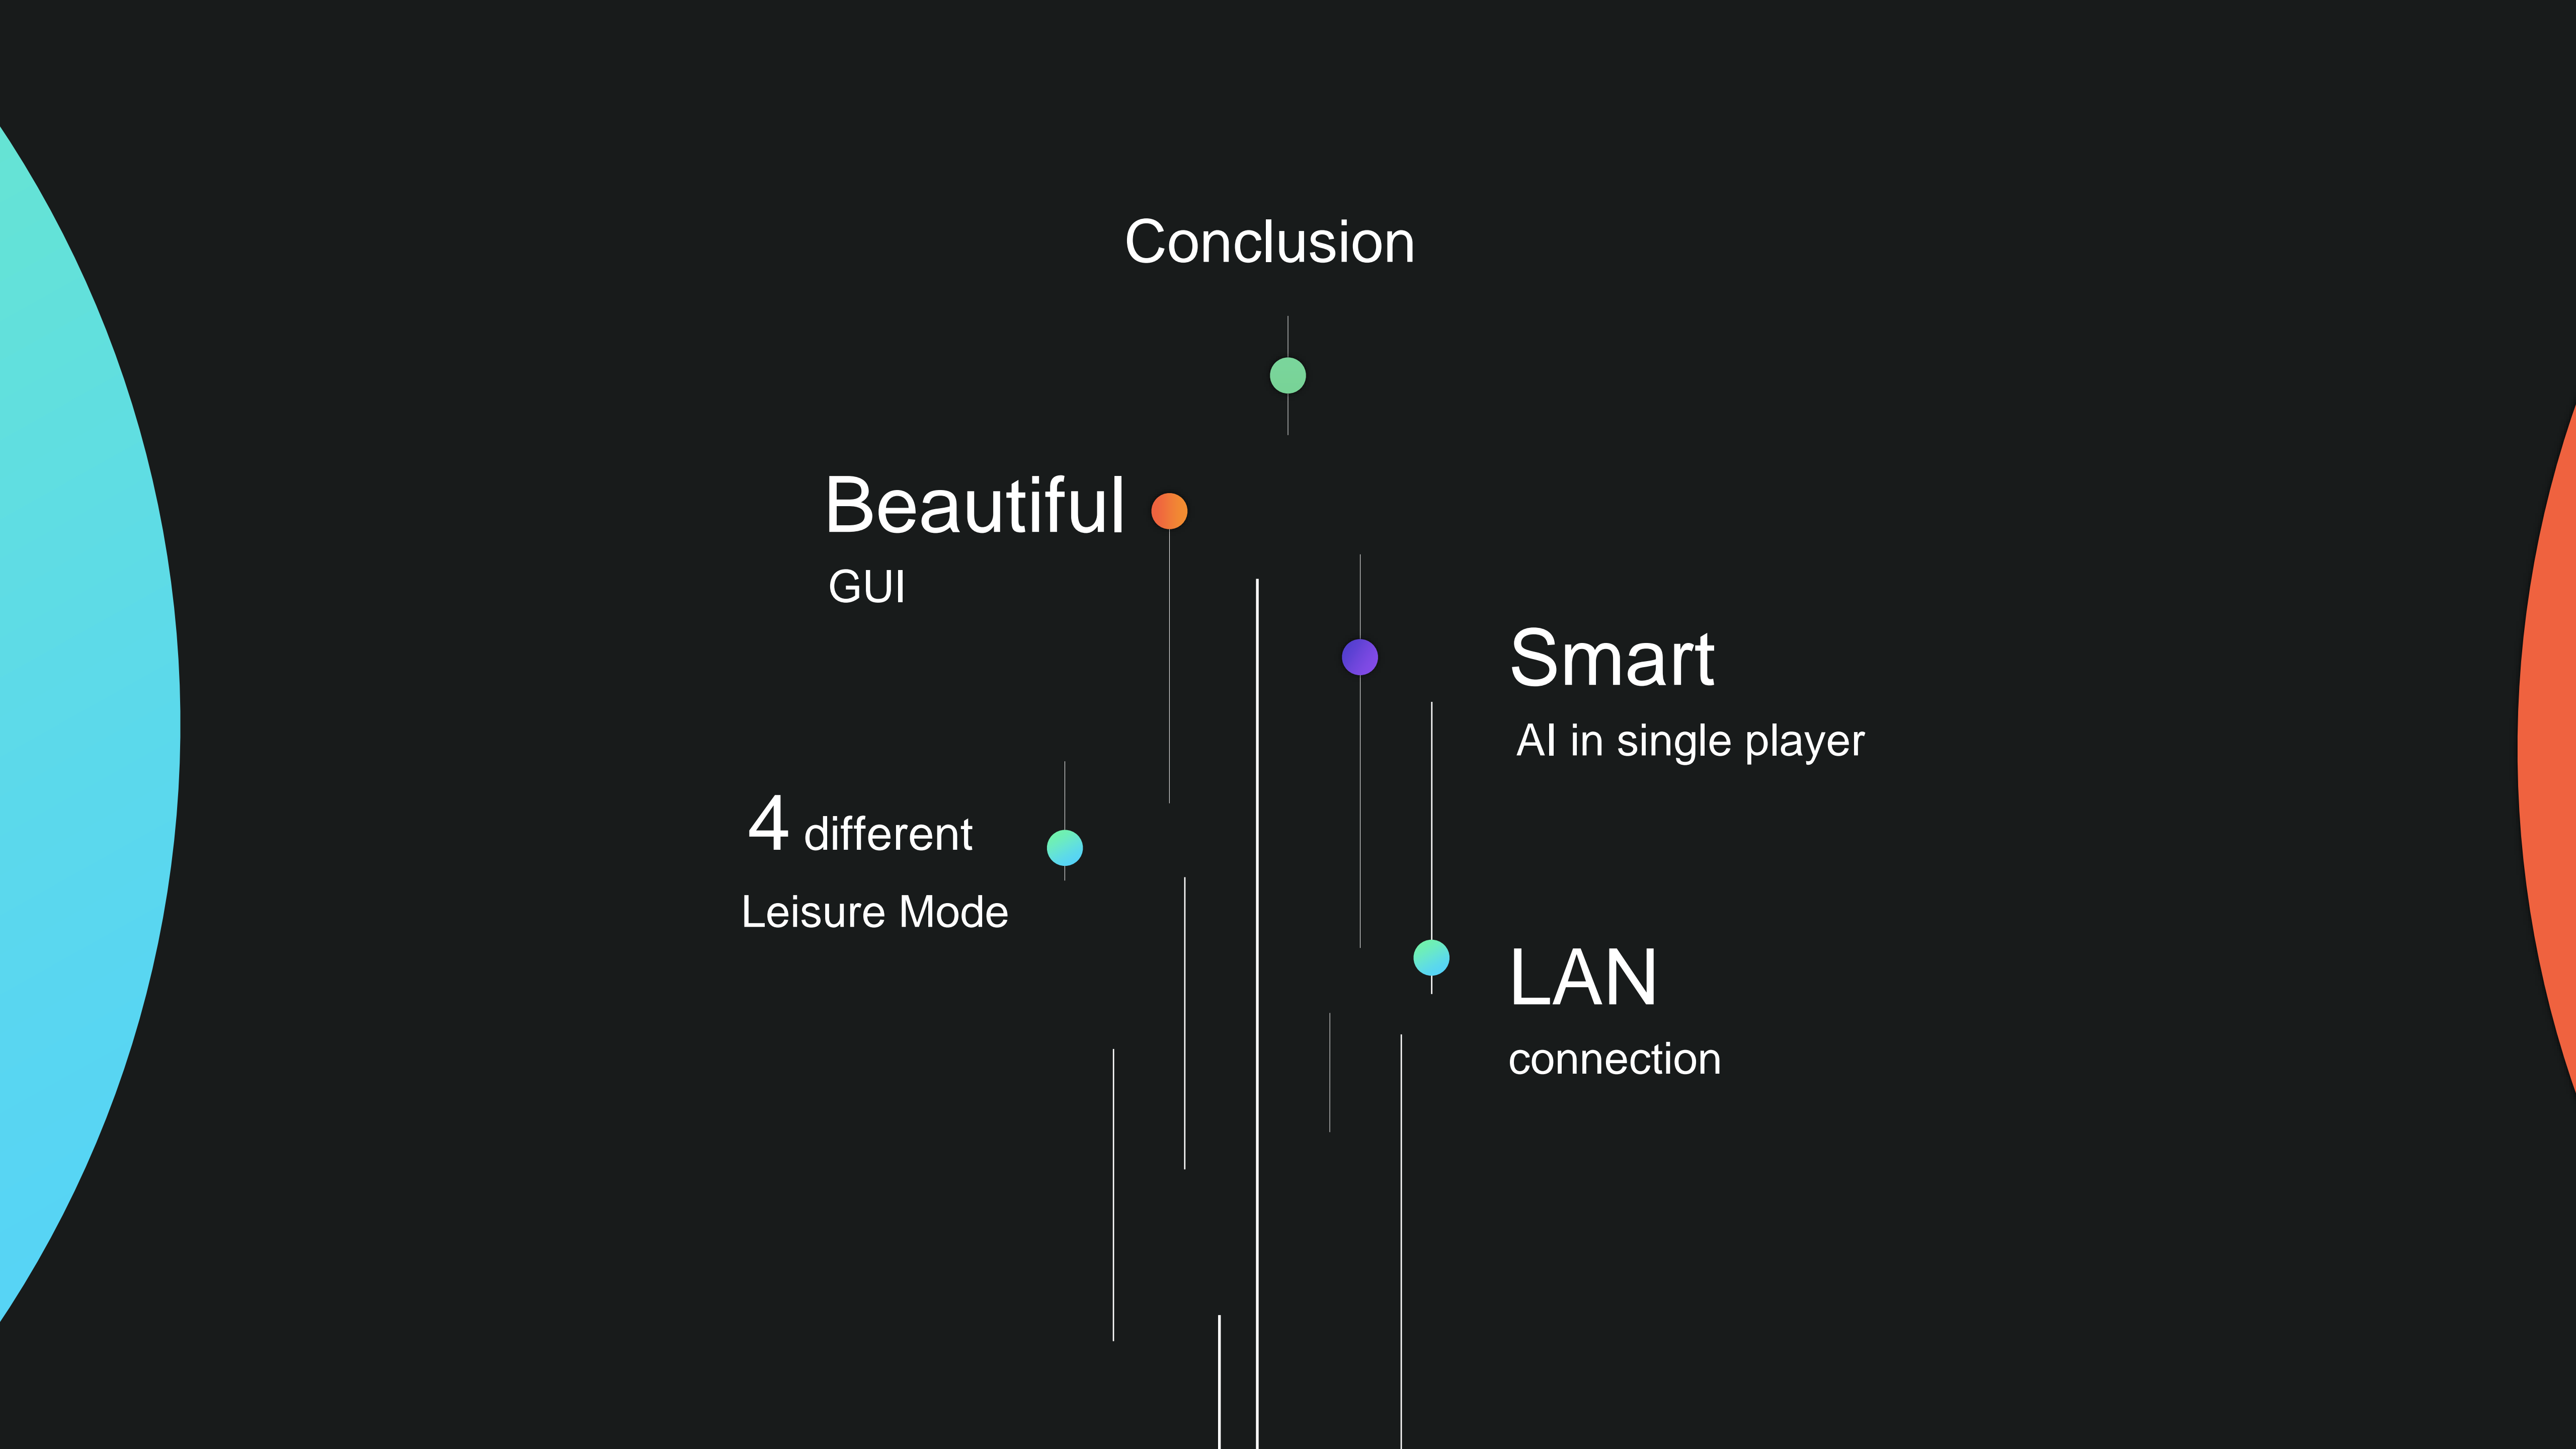 Conclusion
Beautiful
GUI
Smart
AI in single player
4 different
Leisure Mode
LAN
connection